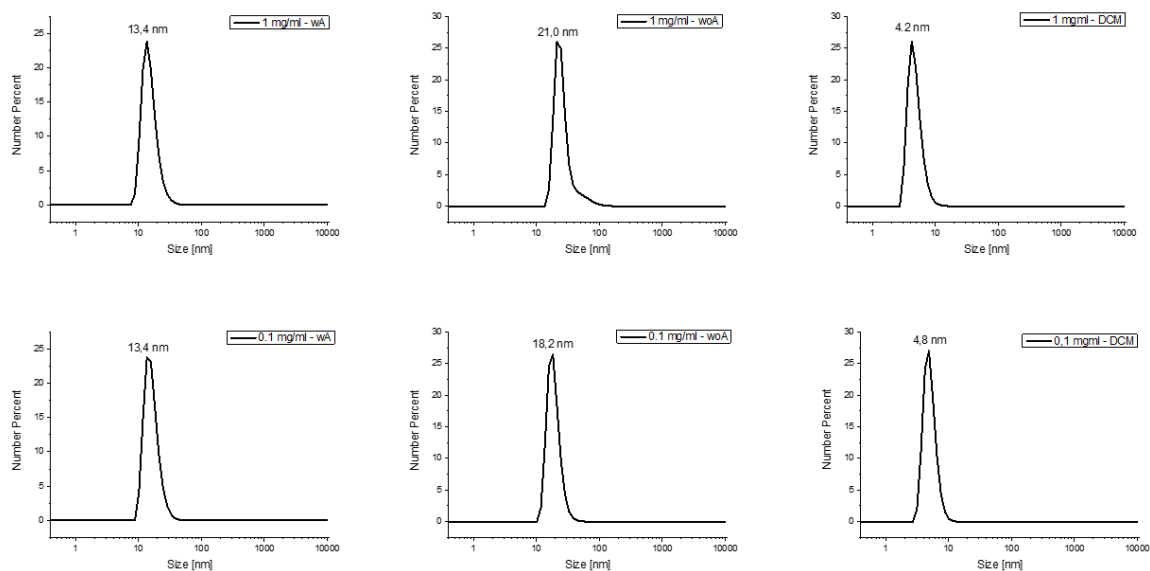 1 mg/ml - wA
13,4 nm
25
20
15
10
5
0
Number Percent
1
10
100
1000
10000
Size [nm]
1 mg/ml - woA
21,0 nm
30
25
20
15
10
5
0
Number Percent
1
10
100
1000
10000
Size [nm]
1 mgml - DCM
4.2 nm
30
25
20
15
10
5
0
Number Percent
1
10
100
1000
10000
Size [nm]
0.1 mg/ml - wA
13,4 nm
25
20
15
10
5
0
Number Percent
1
10
100
1000
10000
Size [nm]
0.1 mg/ml - woA
18,2 nm
30
25
20
15
10
5
0
Number Percent
1
10
100
1000
10000
Size [nm]
0,1 mgml - DCM
4,8 nm
30
25
20
15
10
5
0
Number Percent
1
10
100
1000
10000
Size [nm]